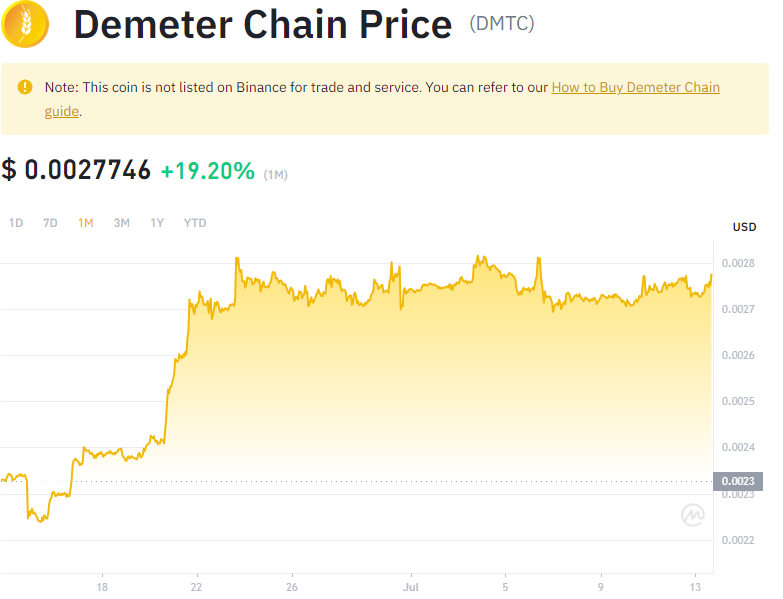 Demeter Chain Price (DMTC)
Note: This coin is not listed on Binance for trade and service. You can refer to our How to Buy Demeter Chain
guide.
$ 0.0027746 +19.20% (1M)
1D 7D 1M 3M 1Y YTD
USD
0.0028
0.0027
0.0026
0.0025
0.0024
0.0023
0.0023
0.0022
18 22 26 Jul 5 9 13